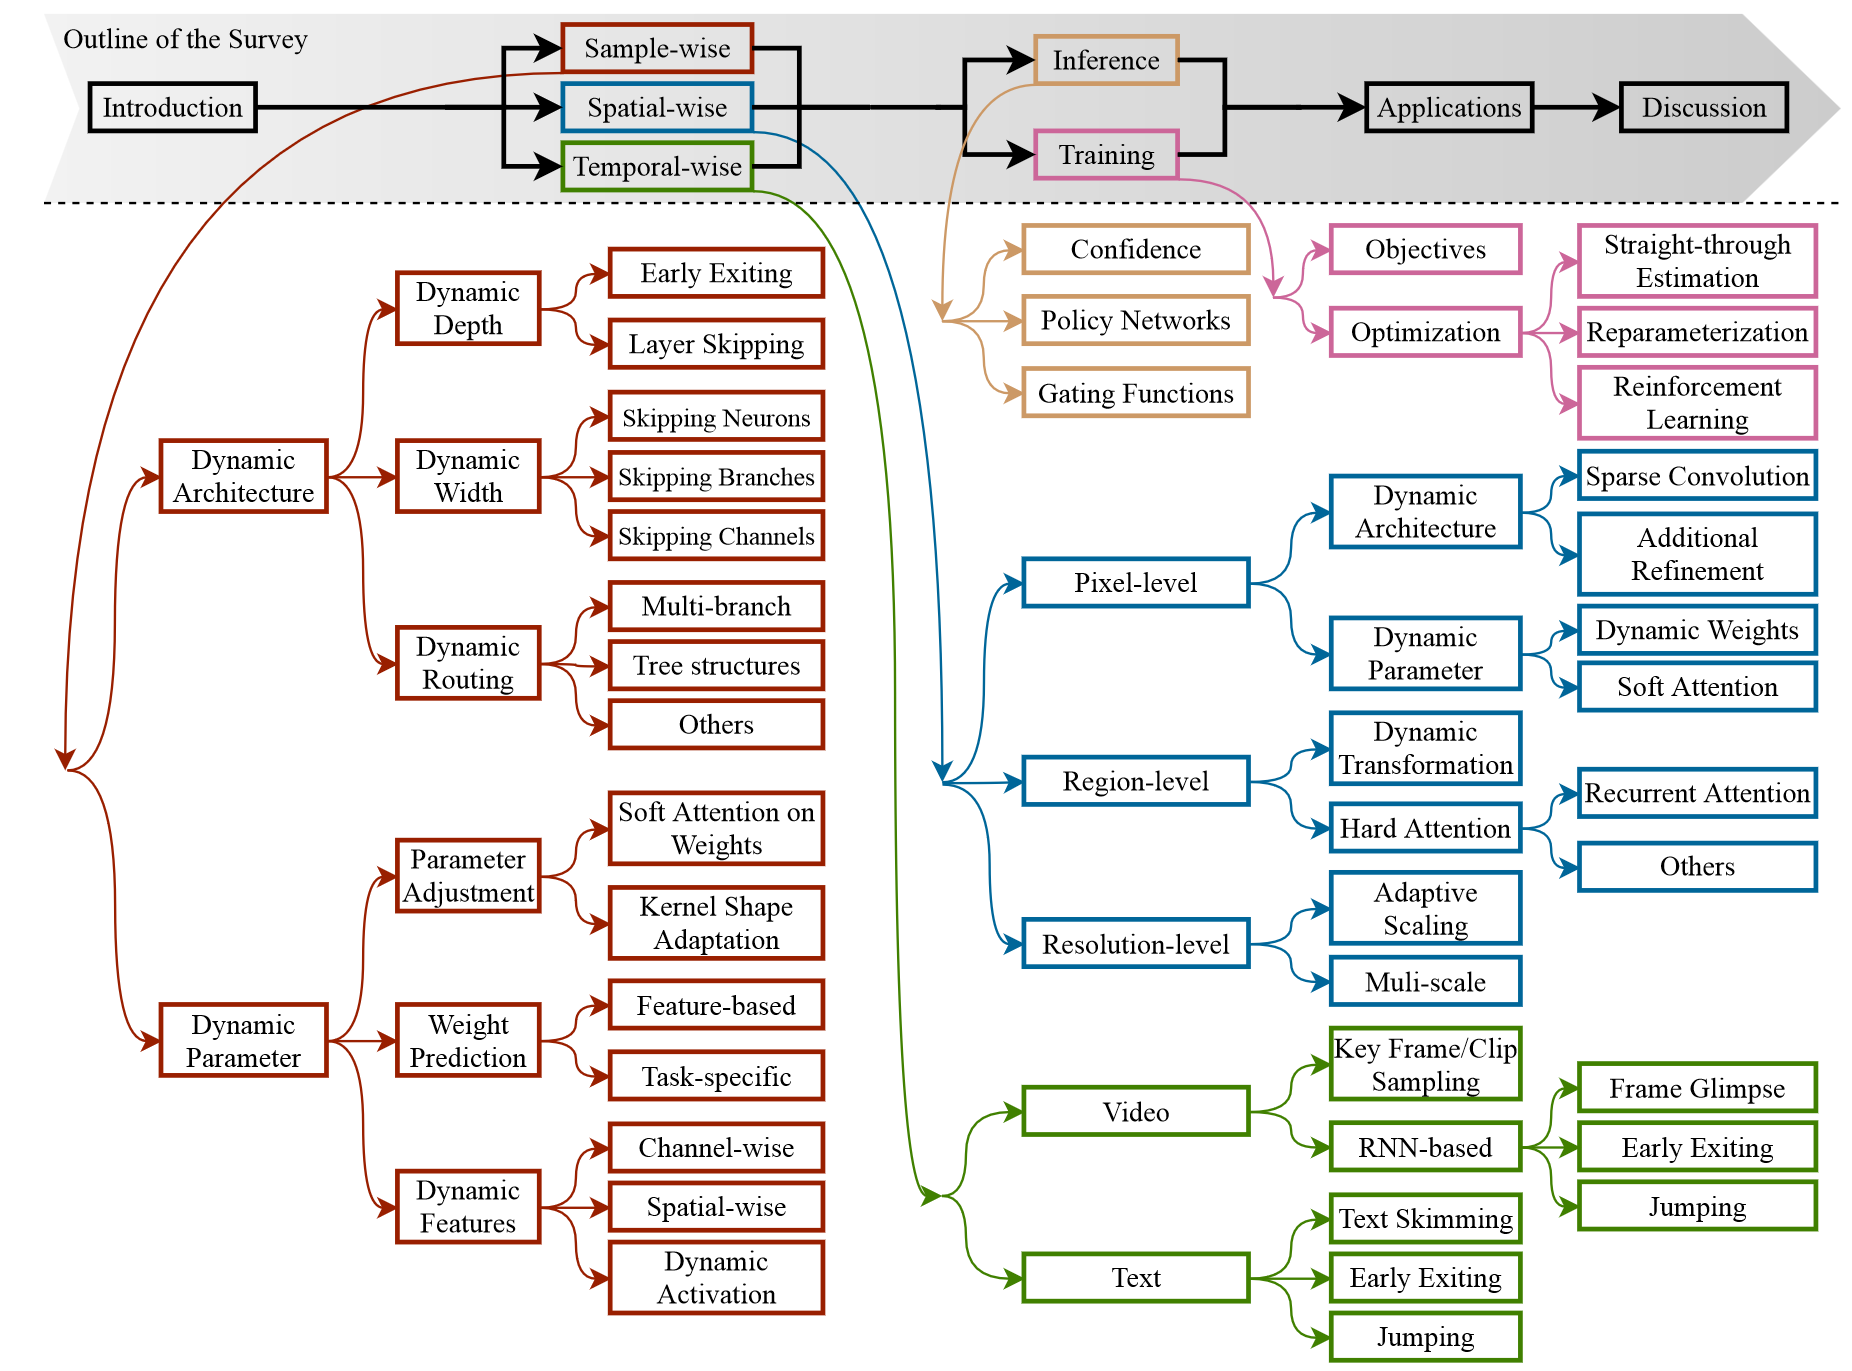 Outline of the Survey
Introduction
Sample-wise
Spatial-wise
Temporal-wise
Inference
Training
Applications
Discussion
Dynamic
Architecture
Dynamic
Depth
Early Exiting
Layer Skipping
Dynamic
Width
Skipping Neurons
Skipping Branches
Skipping Channels
Dynamic
Routing
Multi-branch
Tree structures
Others
Dynamic
Parameter
Parameter
Adjustment
Soft Attention on
Weights
Kernel Shape
Adaptation
Weight
Prediction
Feature-based
Task-specific
Dynamic
Features
Channel-wise
Spatial-wise
Dynamic
Activation
Confidence
Policy Networks
Gating Functions
Objectives
Optimization
Straight-through
Estimation
Reparameterization
Reinforcement
Learning
Pixel-level
Dynamic
Architecture
Sparse Convolution
Additional
Refinement
Dynamic
Parameter
Dynamic Weights
Soft Attention
Region-level
Dynamic
Transformation
Hard Attention
Recurrent Attention
Others
Resolution-level
Adaptive
Scaling
Muli-scale
Video
Key Frame/Clip
Sampling
RNN-based
Frame Glimpse
Early Exiting
Jumping
Text
Text Skimming
Early Exiting
Jumping